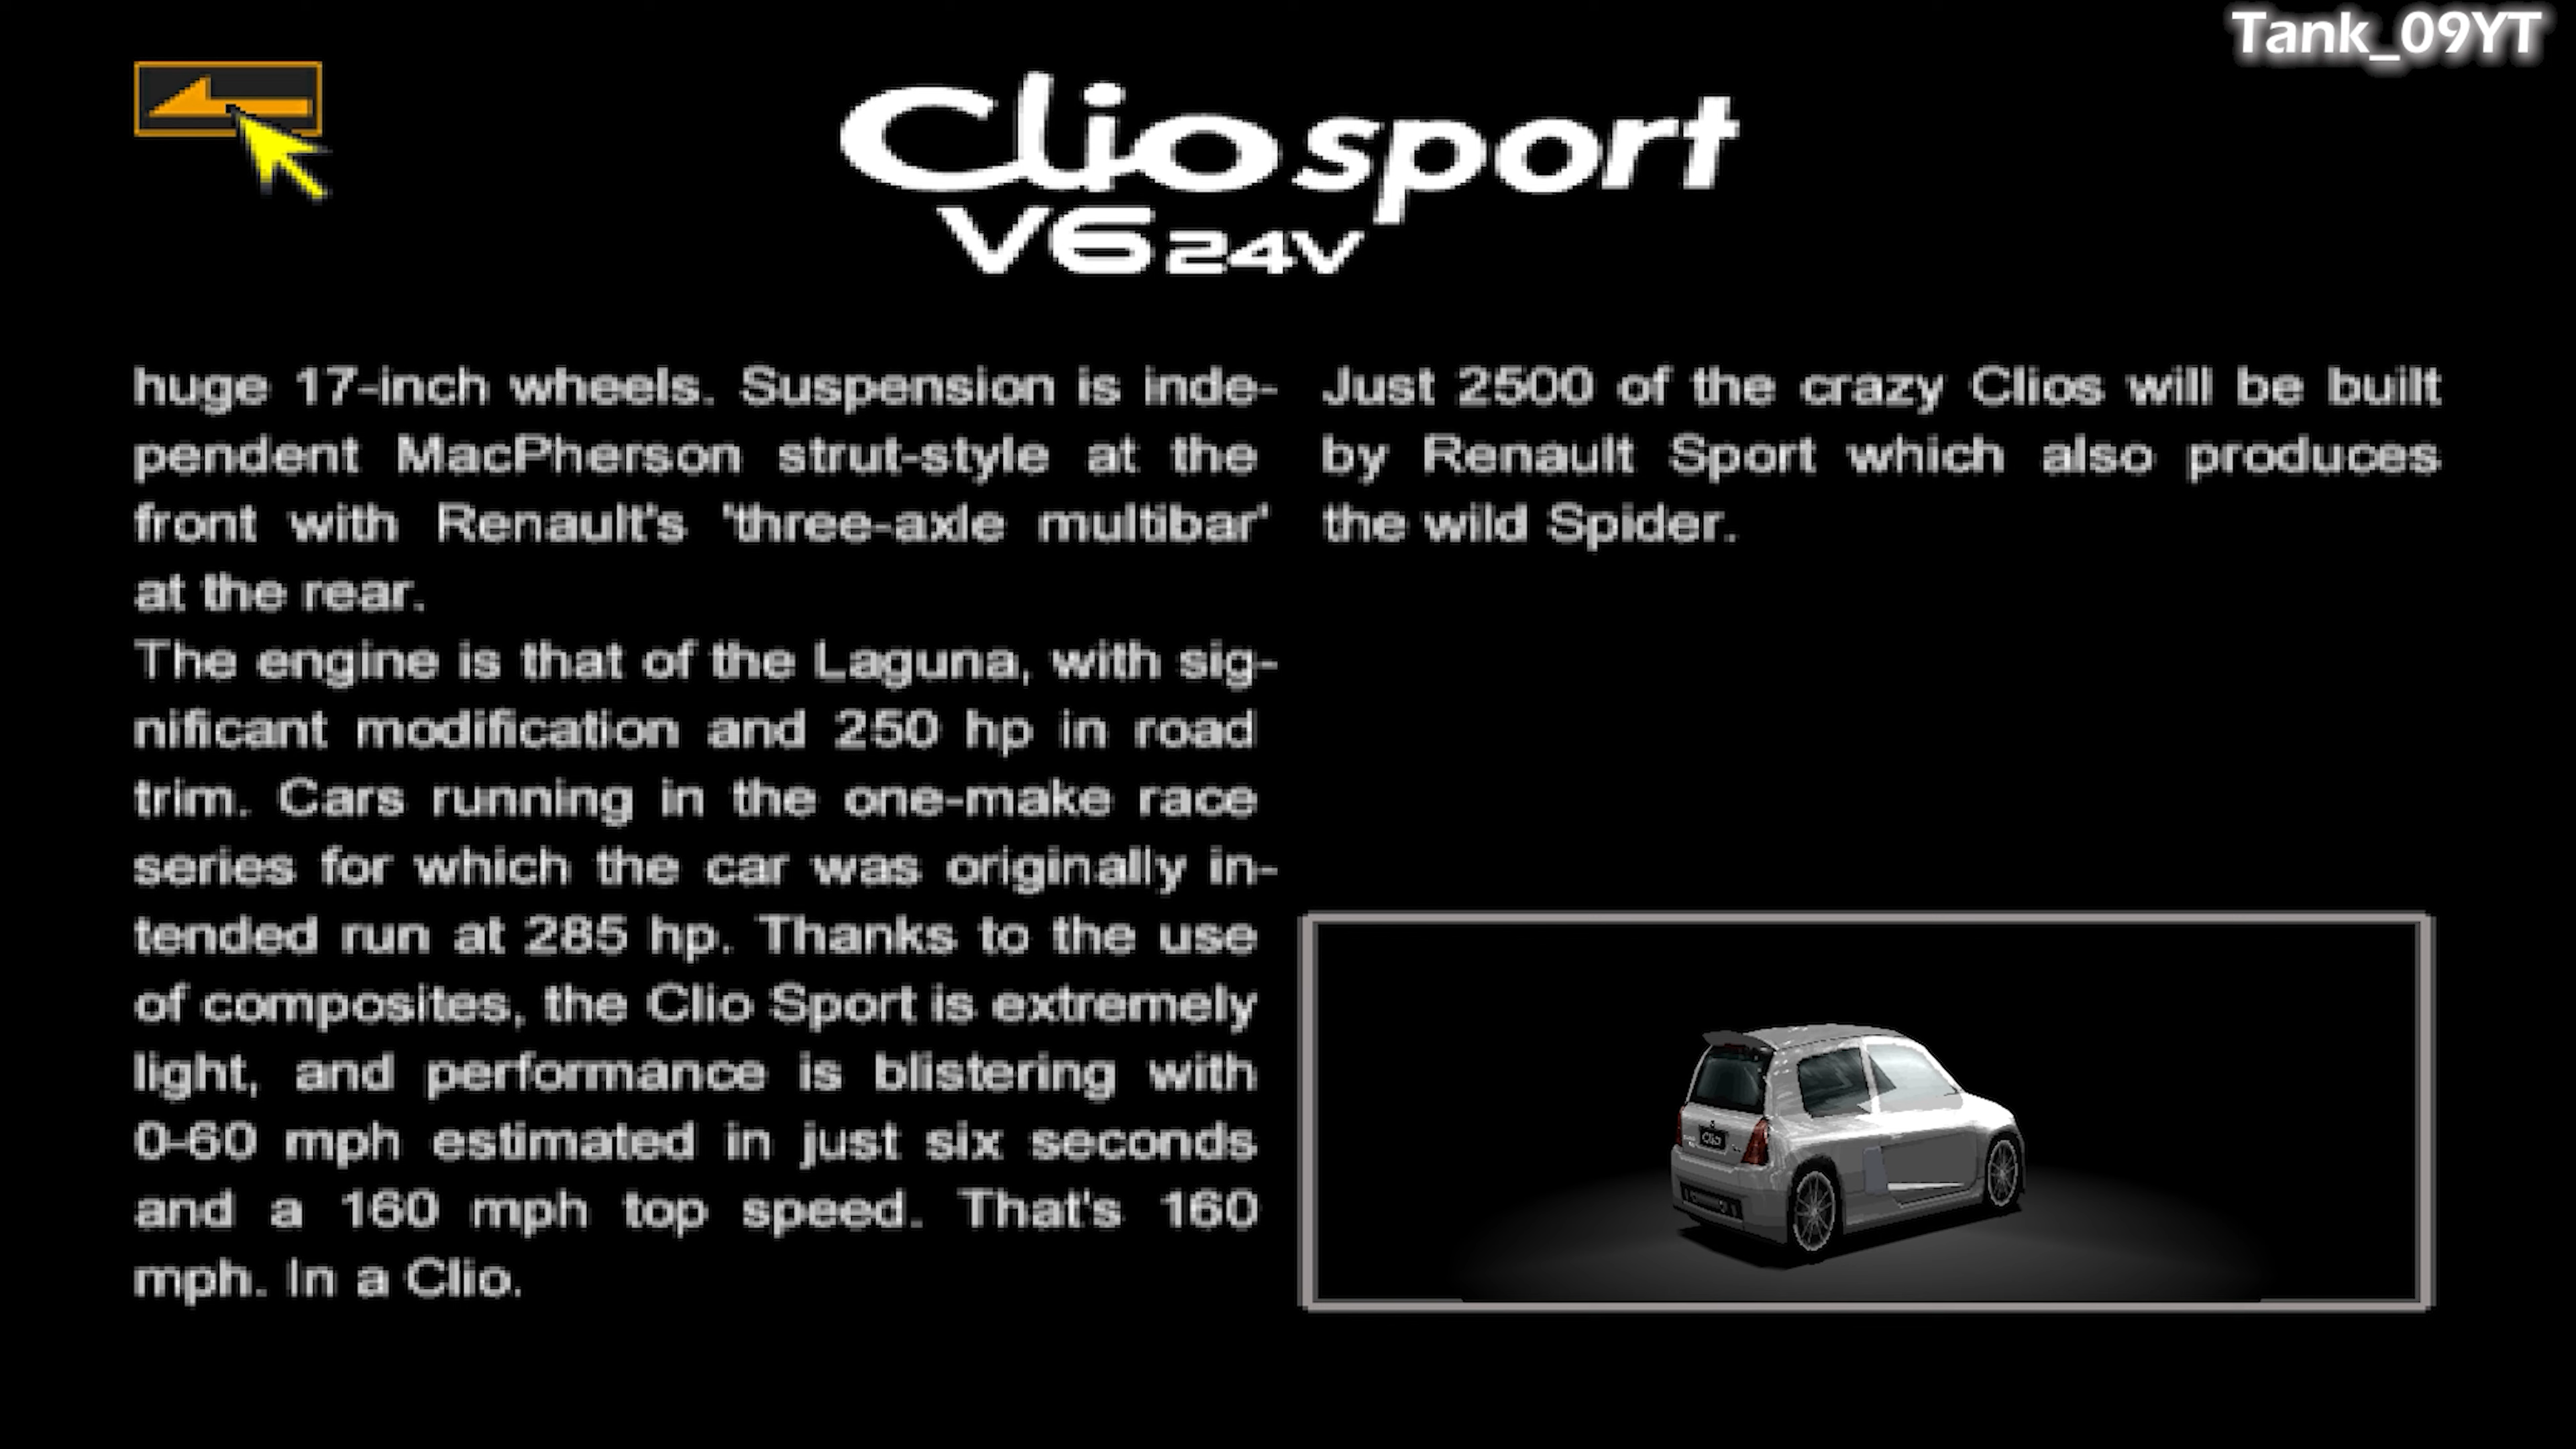 Tank_09YT
Clio sport
V6 24V
huge 17-inch wheels. Suspension is inde-
pendent MacPherson strut-style at the
front with Renault's 'three-axle multibar'
at the rear.
The engine is that of the Laguna, with sig-
nificant modification and 250 hp in road
trim. Cars running in the one-make race
series for which the car was originally in-
tended run at 285 hp. Thanks to the use
of composites, the Clio Sport is extremely
light, and performance is blistering with
0-60 mph estimated in just six seconds
and a 160 mph top speed. That's 160
mph. In a Clio.
Just 2500 of the crazy Clios will be built
by Renault Sport which also produces
the wild Spider.
Clio